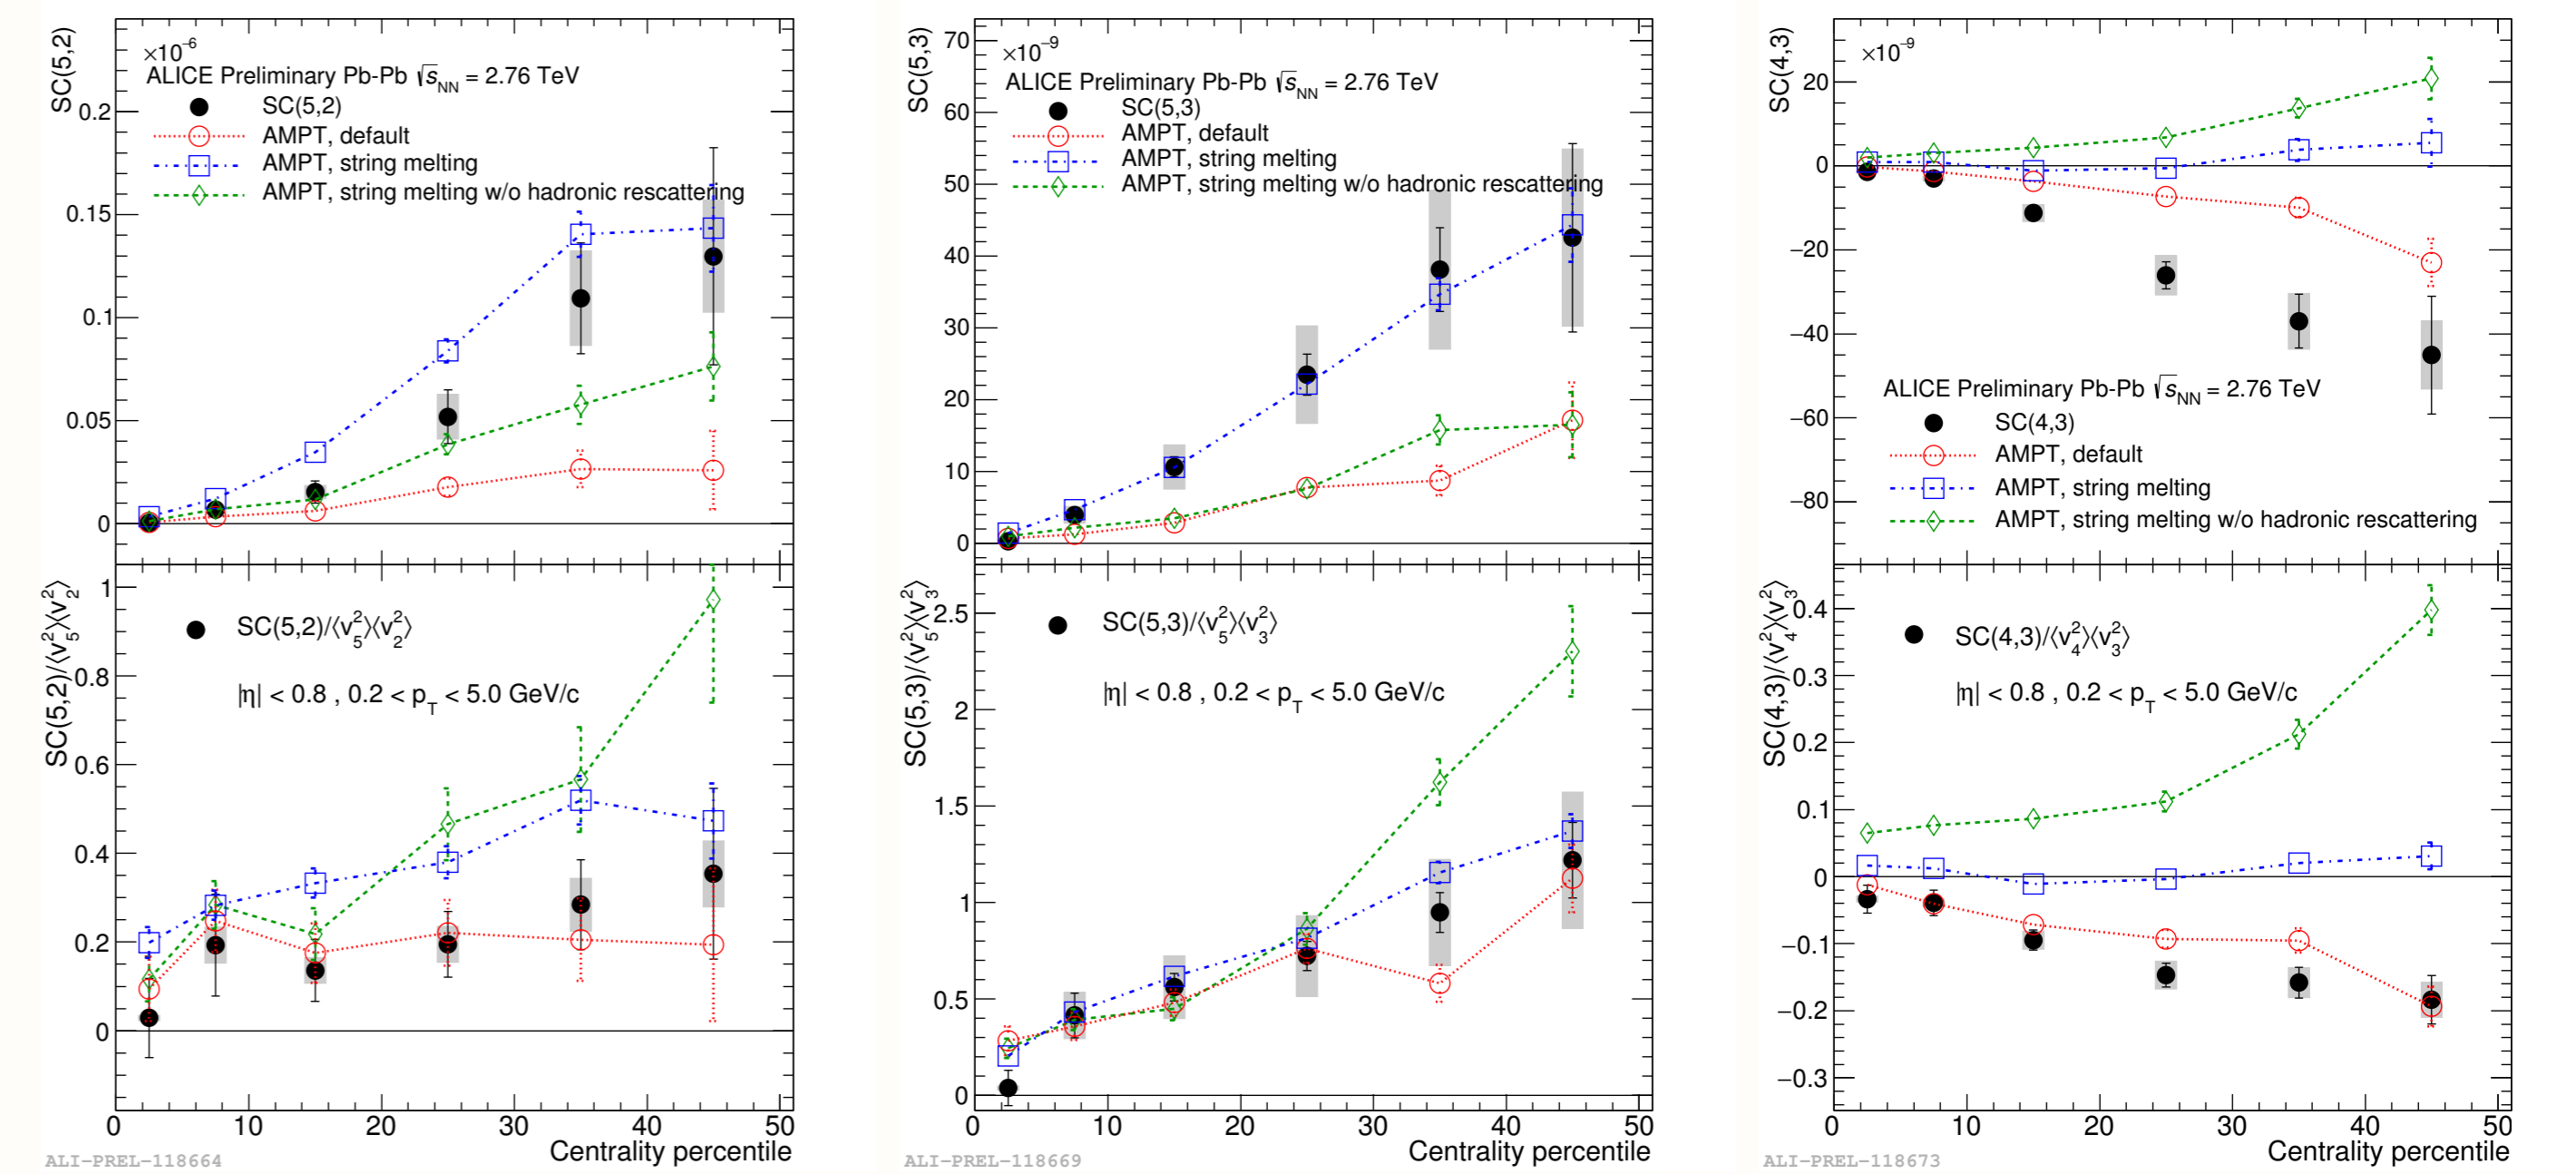 SC(5,2)
×10⁻⁶
ALICE Preliminary Pb-Pb √s_NN = 2.76 TeV
SC(5,2)
AMPT, default
AMPT, string melting
AMPT, string melting w/o hadronic rescattering
0.2
0.15
0.1
0.05
0
SC(5,2)/⟨v₅²⟩⟨v₂²⟩
SC(5,2)/⟨v₅²⟩⟨v₂²⟩
|η| < 0.8 , 0.2 < p_T < 5.0 GeV/c
1
0.8
0.6
0.4
0.2
0
0 10 20 30 40 50
Centrality percentile
ALI−PREL−118664
SC(5,3)
×10⁻⁹
ALICE Preliminary Pb-Pb √s_NN = 2.76 TeV
SC(5,3)
AMPT, default
AMPT, string melting
AMPT, string melting w/o hadronic rescattering
70
60
50
40
30
20
10
0
SC(5,3)/⟨v₅²⟩⟨v₃²⟩
SC(5,3)/⟨v₅²⟩⟨v₃²⟩
|η| < 0.8 , 0.2 < p_T < 5.0 GeV/c
2.5
2
1.5
1
0.5
0
0 10 20 30 40 50
Centrality percentile
ALI−PREL−118669
SC(4,3)
×10⁻⁹
20
0
−20
−40
−60
−80
ALICE Preliminary Pb-Pb √s_NN = 2.76 TeV
SC(4,3)
AMPT, default
AMPT, string melting
AMPT, string melting w/o hadronic rescattering
SC(4,3)/⟨v₄²⟩⟨v₃²⟩
SC(4,3)/⟨v₄²⟩⟨v₃²⟩
|η| < 0.8 , 0.2 < p_T < 5.0 GeV/c
0.4
0.3
0.2
0.1
0
−0.1
−0.2
−0.3
0 10 20 30 40 50
Centrality percentile
ALI−PREL−118673